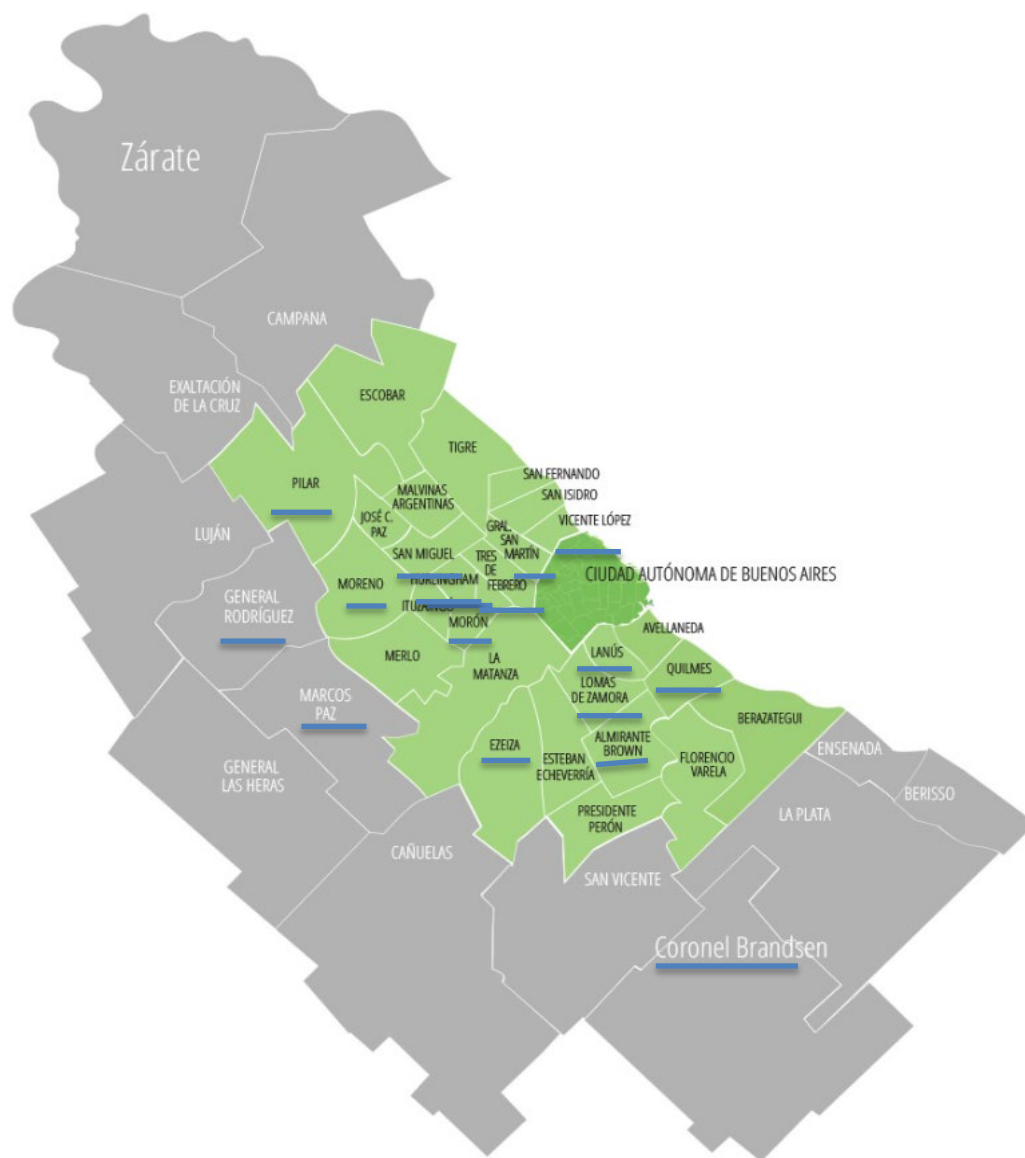 Zárate
CAMPANA
EXALTACIÓN
DE LA CRUZ
ESCOBAR
TIGRE
SAN FERNANDO
PILAR
MALVINAS
ARGENTINAS
SAN ISIDRO
JOSÉ C.
PAZ
VICENTE LÓPEZ
LUJÁN
GRAL.
SAN
MARTÍN
SAN MIGUEL
TRES
DE
FEBRERO
CIUDAD AUTÓNOMA DE BUENOS AIRES
HURLINGHAM
MORENO
GENERAL
RODRÍGUEZ
ITUZAINGÓ
MORÓN
AVELLANEDA
MERLO
LA
MATANZA
LANÚS
QUILMES
LOMAS
DE ZAMORA
MARCOS
PAZ
BERAZATEGUI
EZEIZA
ALMIRANTE
BROWN
ESTEBAN
ECHEVERRÍA
FLORENCIO
VARELA
ENSENADA
GENERAL
LAS HERAS
BERISSO
PRESIDENTE
PERÓN
LA PLATA
CAÑUELAS
SAN VICENTE
Coronel Brandsen